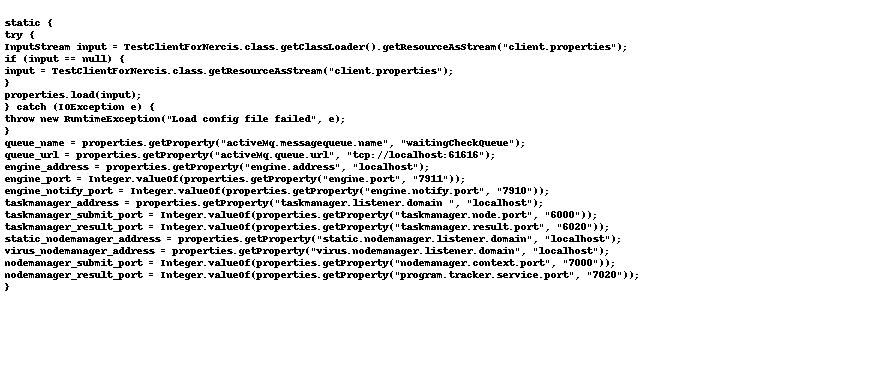 static {
try {
InputStream input = TestClientForNercis.class.getClassLoader().getResourceAsStream("client.properties");
if (input == null) {
input = TestClientForNercis.class.getResourceAsStream("client.properties");
}
properties.load(input);
} catch (IOException e) {
throw new RuntimeException("Load config file failed", e);
}
queue_name = properties.getProperty("activeMq.messagequeue.name", "waitingCheckQueue");
queue_url = properties.getProperty("activeMq.queue.url", "tcp://localhost:61616");
engine_address = properties.getProperty("engine.address", "localhost");
engine_port = Integer.valueOf(properties.getProperty("engine.port", "7911"));
engine_notify_port = Integer.valueOf(properties.getProperty("engine.notify.port", "7910"));
taskmanager_address = properties.getProperty("taskmanager.listener.domain ", "localhost");
taskmanager_submit_port = Integer.valueOf(properties.getProperty("taskmanager.node.port", "6000"));
taskmanager_result_port = Integer.valueOf(properties.getProperty("taskmanager.result.port", "6020"));
static_nodemanager_address = properties.getProperty("static.nodemanager.listener.domain", "localhost");
virus_nodemanager_address = properties.getProperty("virus.nodemanager.listener.domain", "localhost");
nodemanager_submit_port = Integer.valueOf(properties.getProperty("nodemanager.context.port", "7000"));
nodemanager_result_port = Integer.valueOf(properties.getProperty("program.tracker.service.port", "7020"));
}